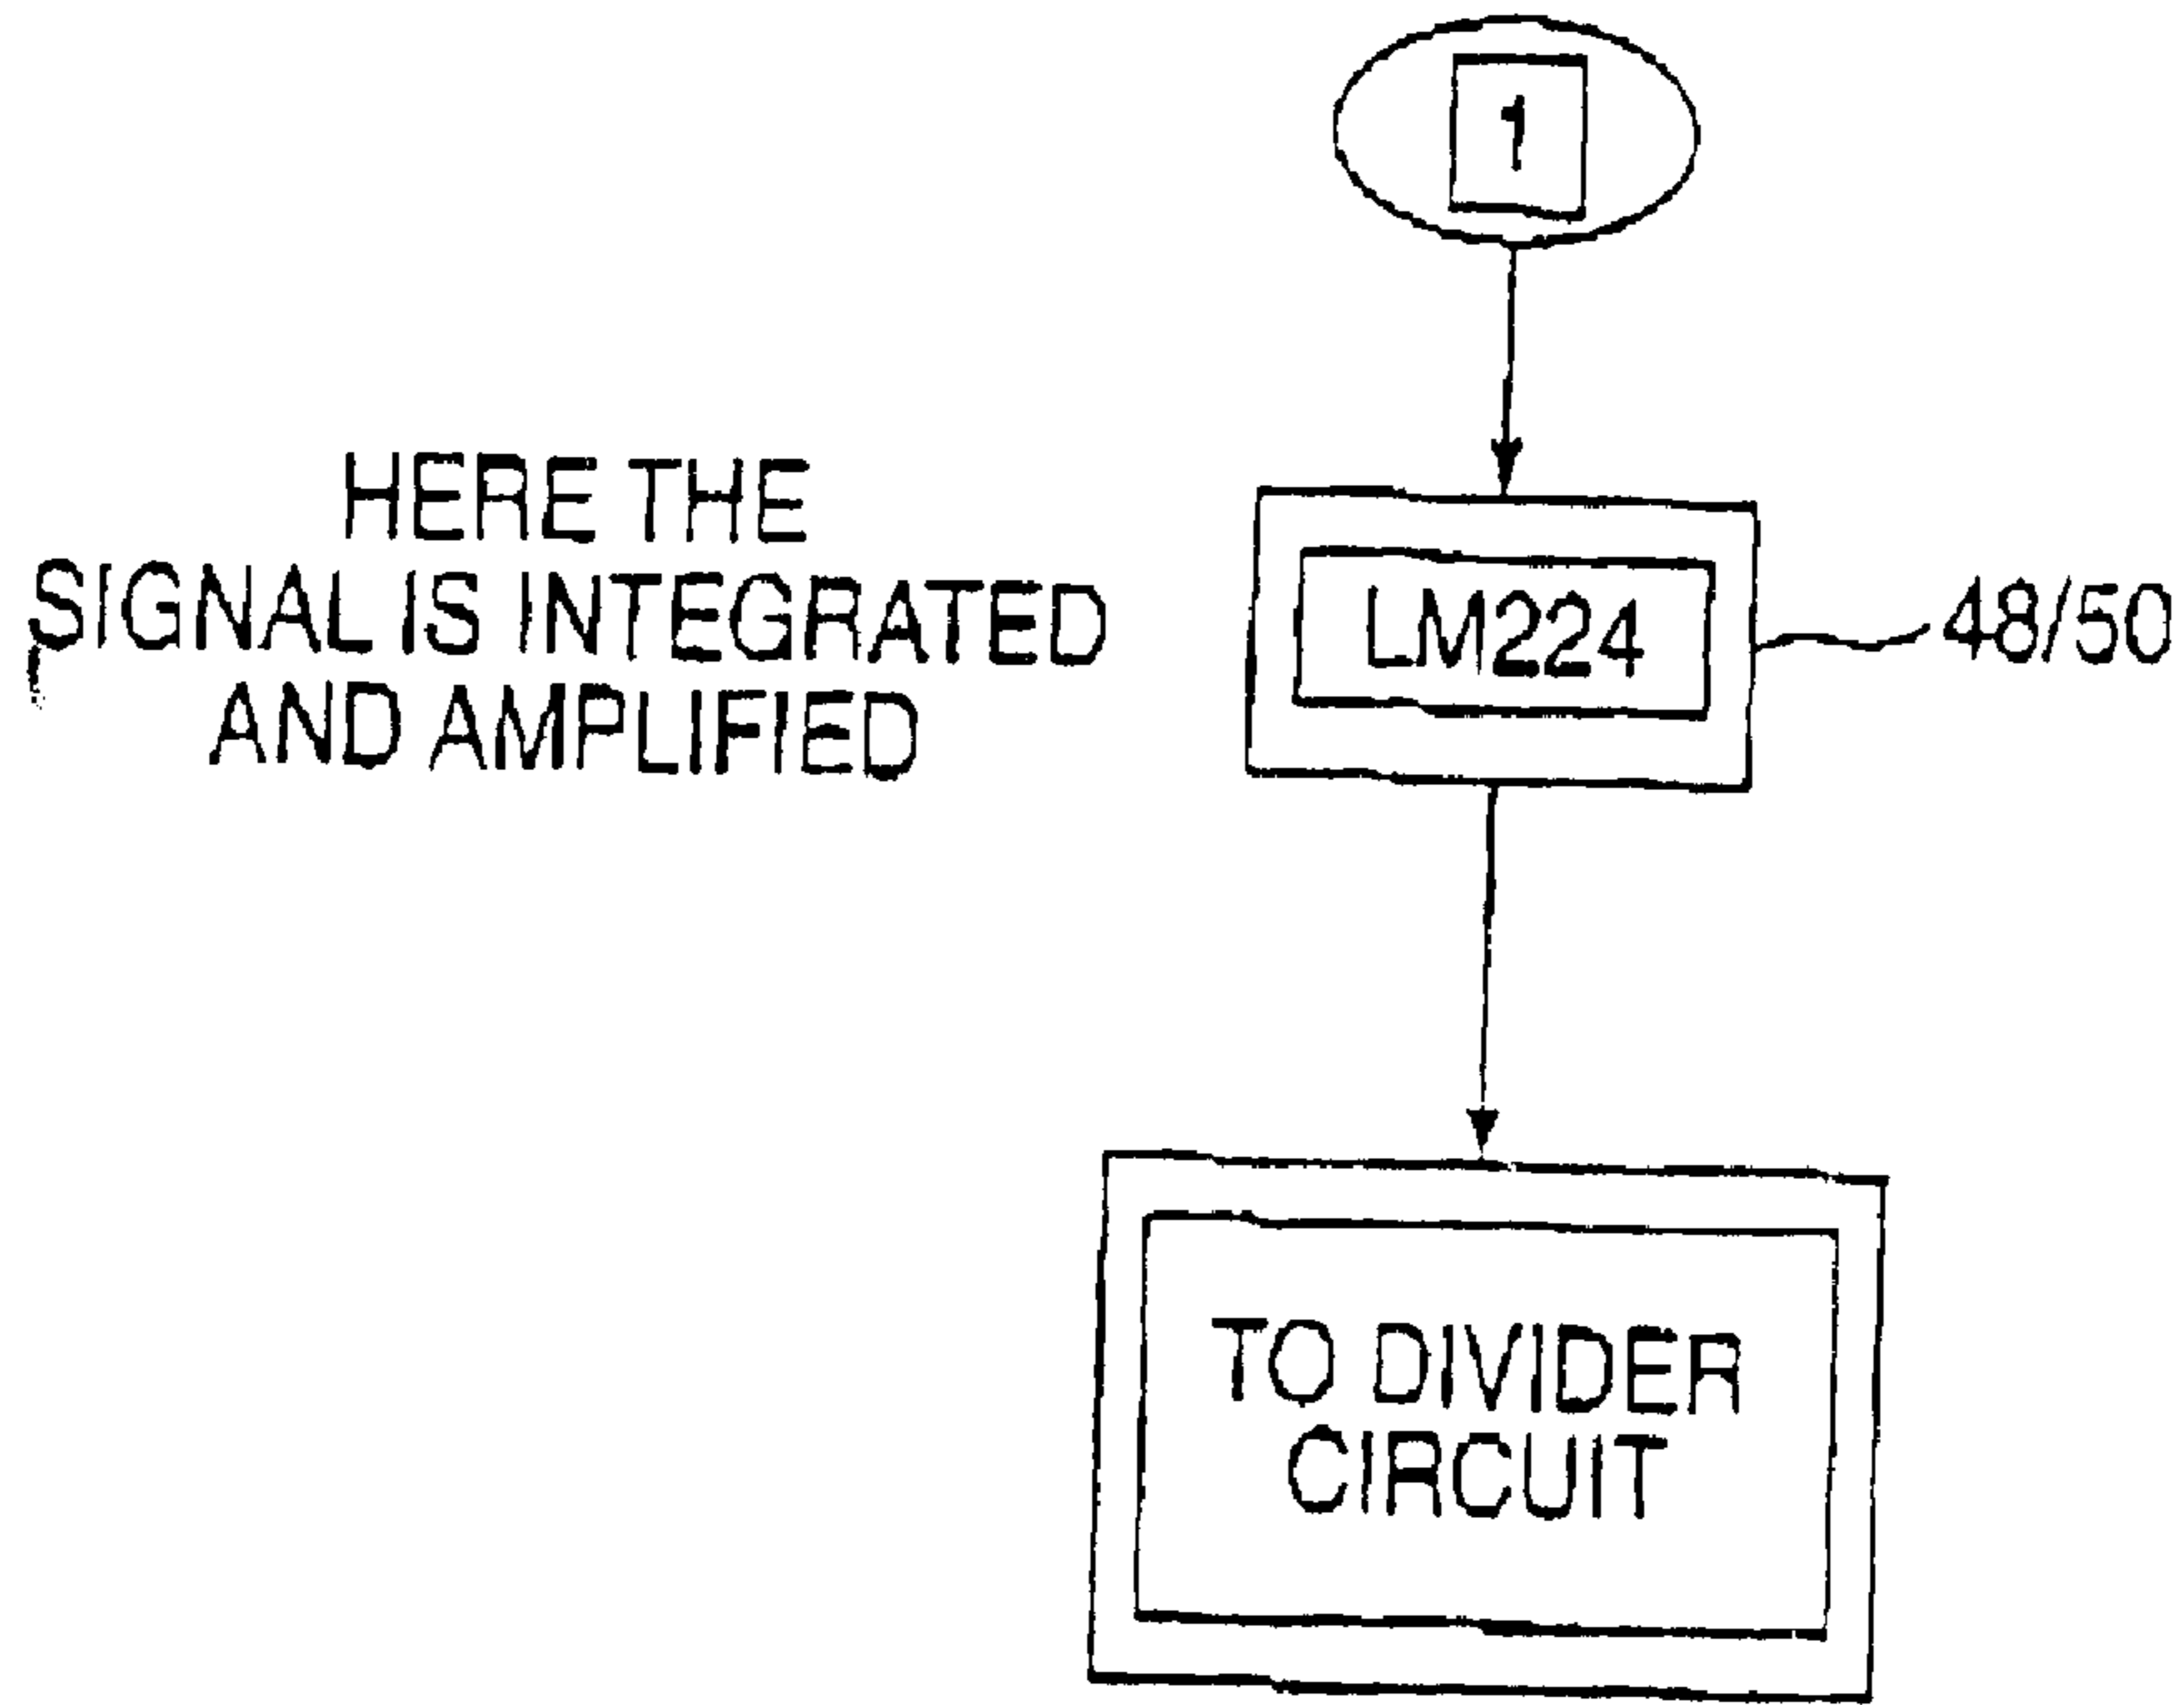 1
HERE THE
SIGNAL IS INTEGRATED
AND AMPLIFIED
LM224
48/50
TO DIVIDER
CIRCUIT